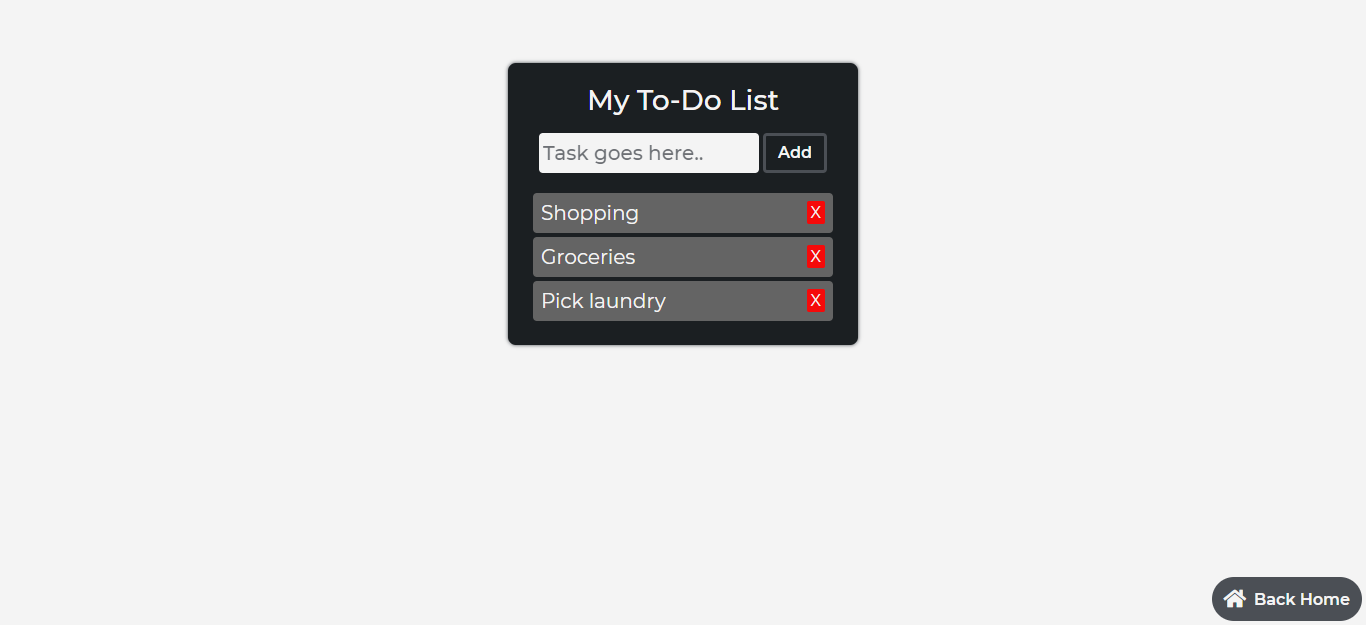 My To-Do List
Task goes here..
Add
Shopping
X
Groceries
X
Pick laundry
X
Back Home